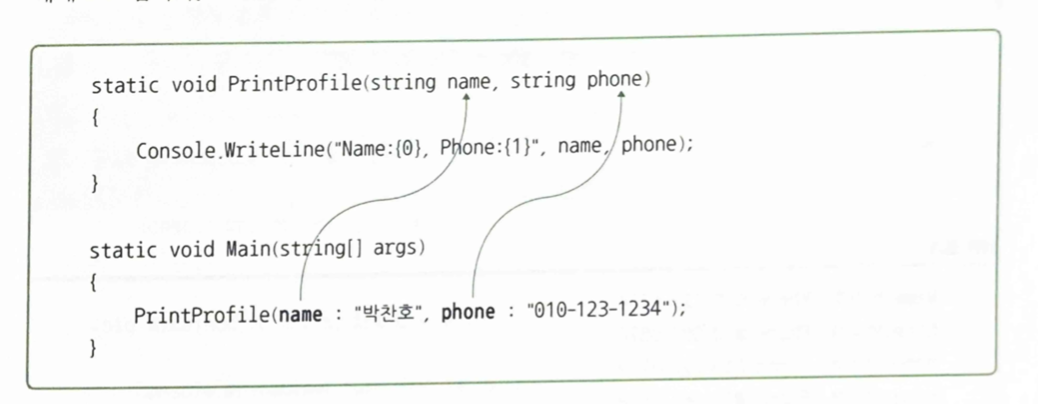 static void PrintProfile(string name, string phone)
{
Console.WriteLine("Name:{0}, Phone:{1}", name, phone);
}
static void Main(string[] args)
{
PrintProfile(name : "박찬호", phone : "010-123-1234");
}